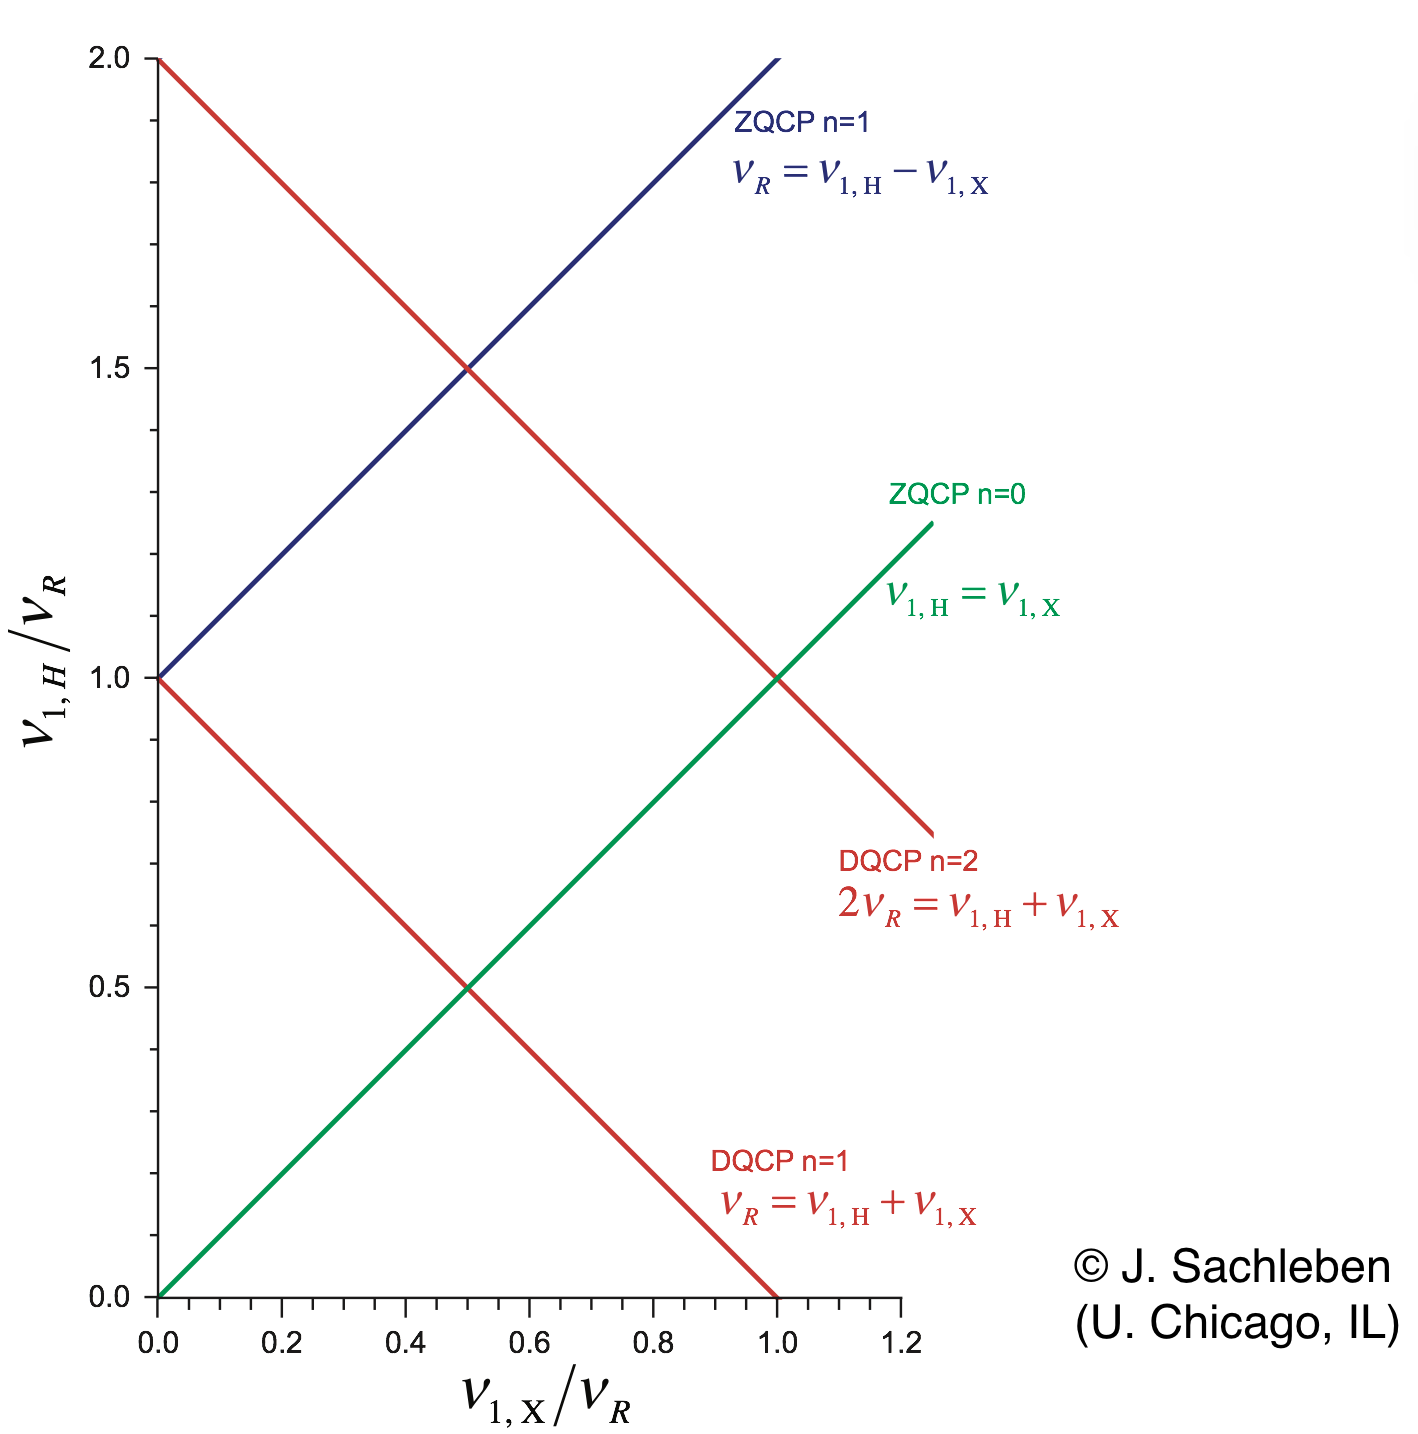 2.0
ZQCP n=1
ν_R = ν_1, H − ν_1, X
1.5
ZQCP n=0
ν_1, H = ν_1, X
ν_1, H/ν_R
1.0
DQCP n=2
2ν_R = ν_1, H + ν_1, X
0.5
DQCP n=1
ν_R = ν_1, H + ν_1, X
© J. Sachleben
(U. Chicago, IL)
0.0
0.0 0.2 0.4 0.6 0.8 1.0 1.2
ν_1, X/ν_R